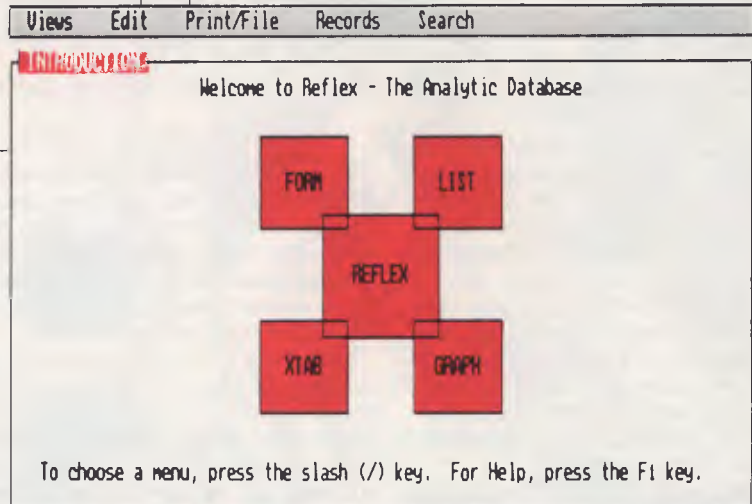 Views Edit Print/File Records Search
INTRODUCTION
Welcome to Reflex - The Analytic Database
FORM LIST
REFLEX
XTAB GRAPH
To choose a menu, press the slash (/) key. For Help, press the F1 key.